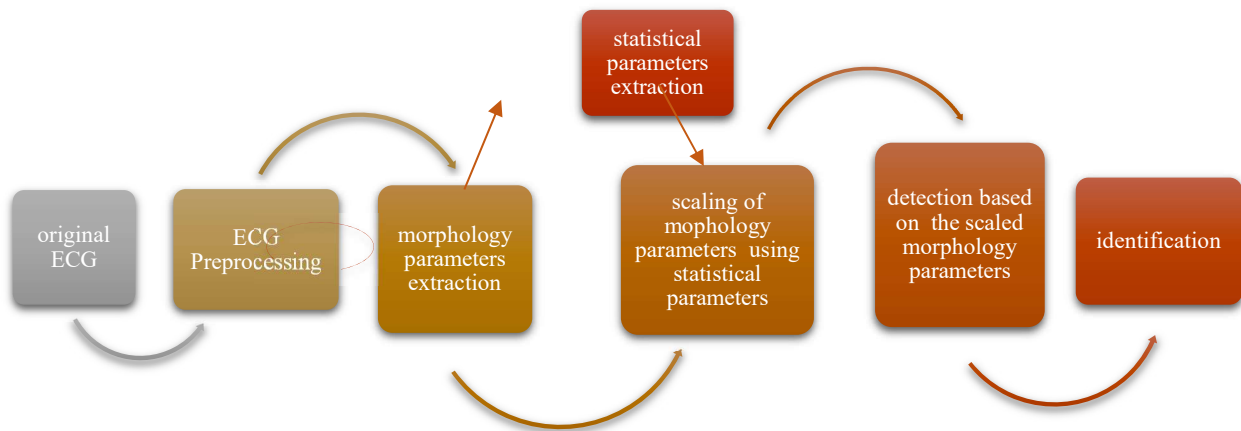 original
ECG
ECG
Preprocessing
morphology
parameters
extraction
statistical
parameters
extraction
scaling of
mophology
parameters using
statistical
parameters
detection based
on the scaled
morphology
parameters
identification